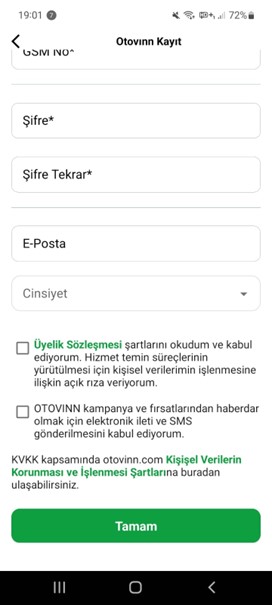 19:01
72%
Otovınn Kayıt
GSM No*
Şifre*
Şifre Tekrar*
E-Posta
Cinsiyet
Üyelik Sözleşmesi şartlarını okudum ve kabul
ediyorum. Hizmet temin süreçlerinin
yürütülmesi için kişisel verilerimin işlenmesine
ilişkin açık rıza veriyorum.
OTOVINN kampanya ve fırsatlarından haberdar
olmak için elektronik ileti ve SMS
gönderilmesini kabul ediyorum.
KVKK kapsamında otovinn.com Kişisel Verilerin
Korunması ve İşlenmesi Şartlarına buradan
ulaşabilirsiniz.
Tamam